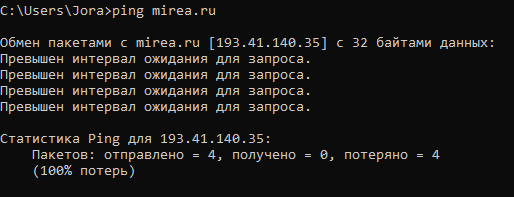 C:\Users\Jora>ping mirea.ru
Обмен пакетами с mirea.ru [193.41.140.35] с 32 байтами данных:
Превышен интервал ожидания для запроса.
Превышен интервал ожидания для запроса.
Превышен интервал ожидания для запроса.
Превышен интервал ожидания для запроса.
Статистика Ping для 193.41.140.35:
    Пакетов: отправлено = 4, получено = 0, потеряно = 4
    (100% потерь)